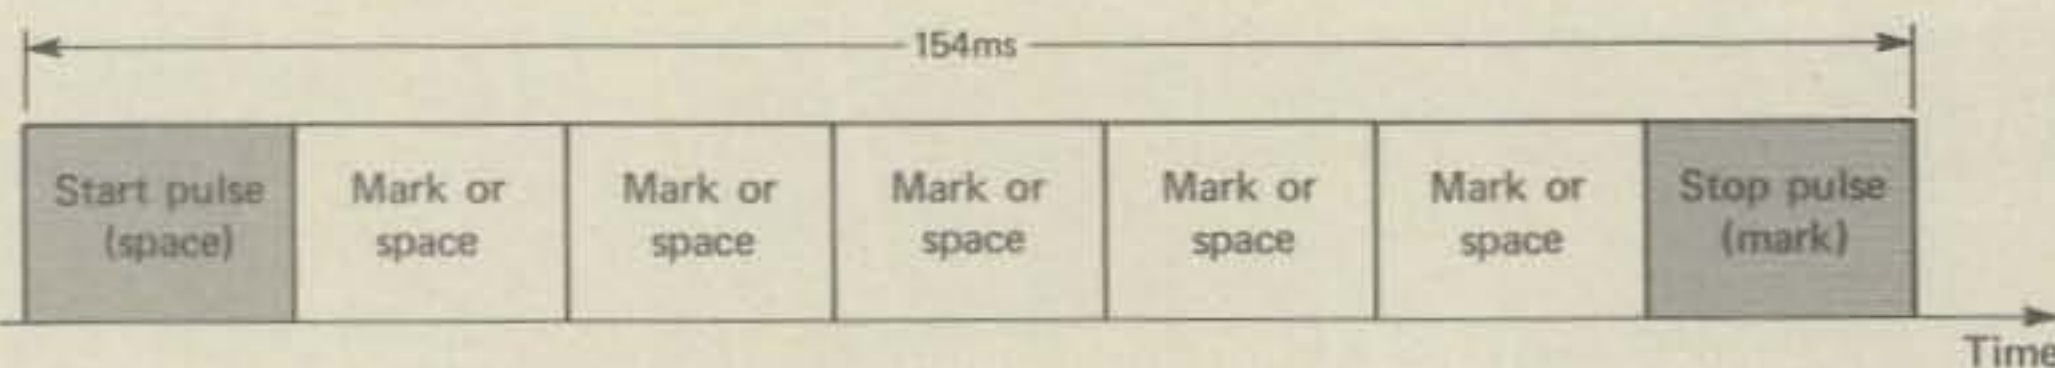 154ms
Start pulse
(space)
Mark or
space
Mark or
space
Mark or
space
Mark or
space
Mark or
space
Stop pulse
(mark)
Time